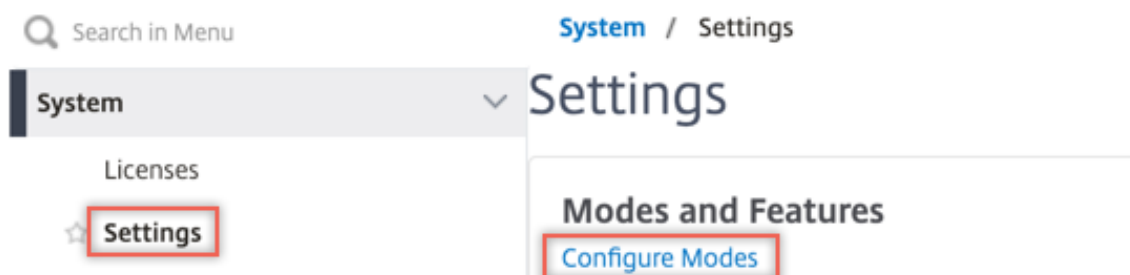 Search in Menu
System
Licenses
Settings
System / Settings
Settings
Modes and Features
Configure Modes